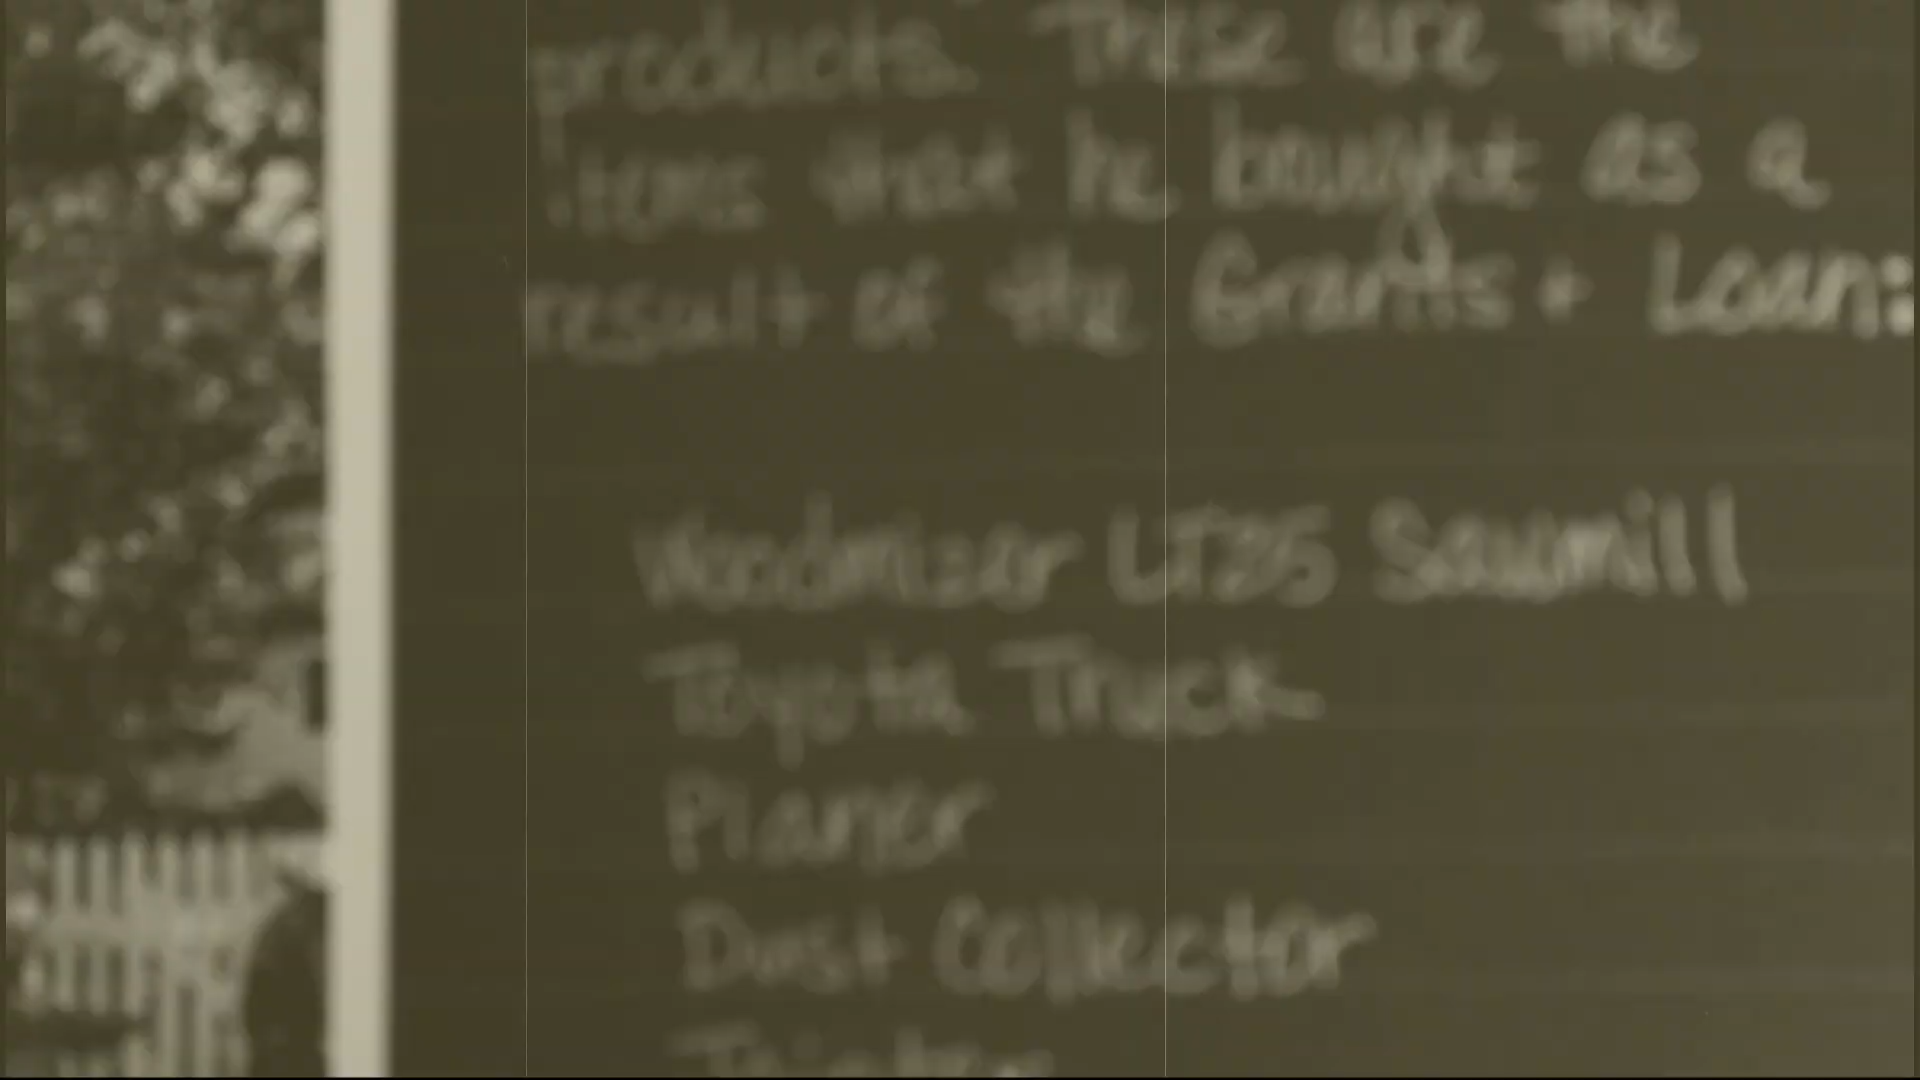 products. These are the
items that he bought as a
result of the Grants + Loan:
Woodmizer LT35 Sawmill
Toyota Truck
Planer
Dust Collector